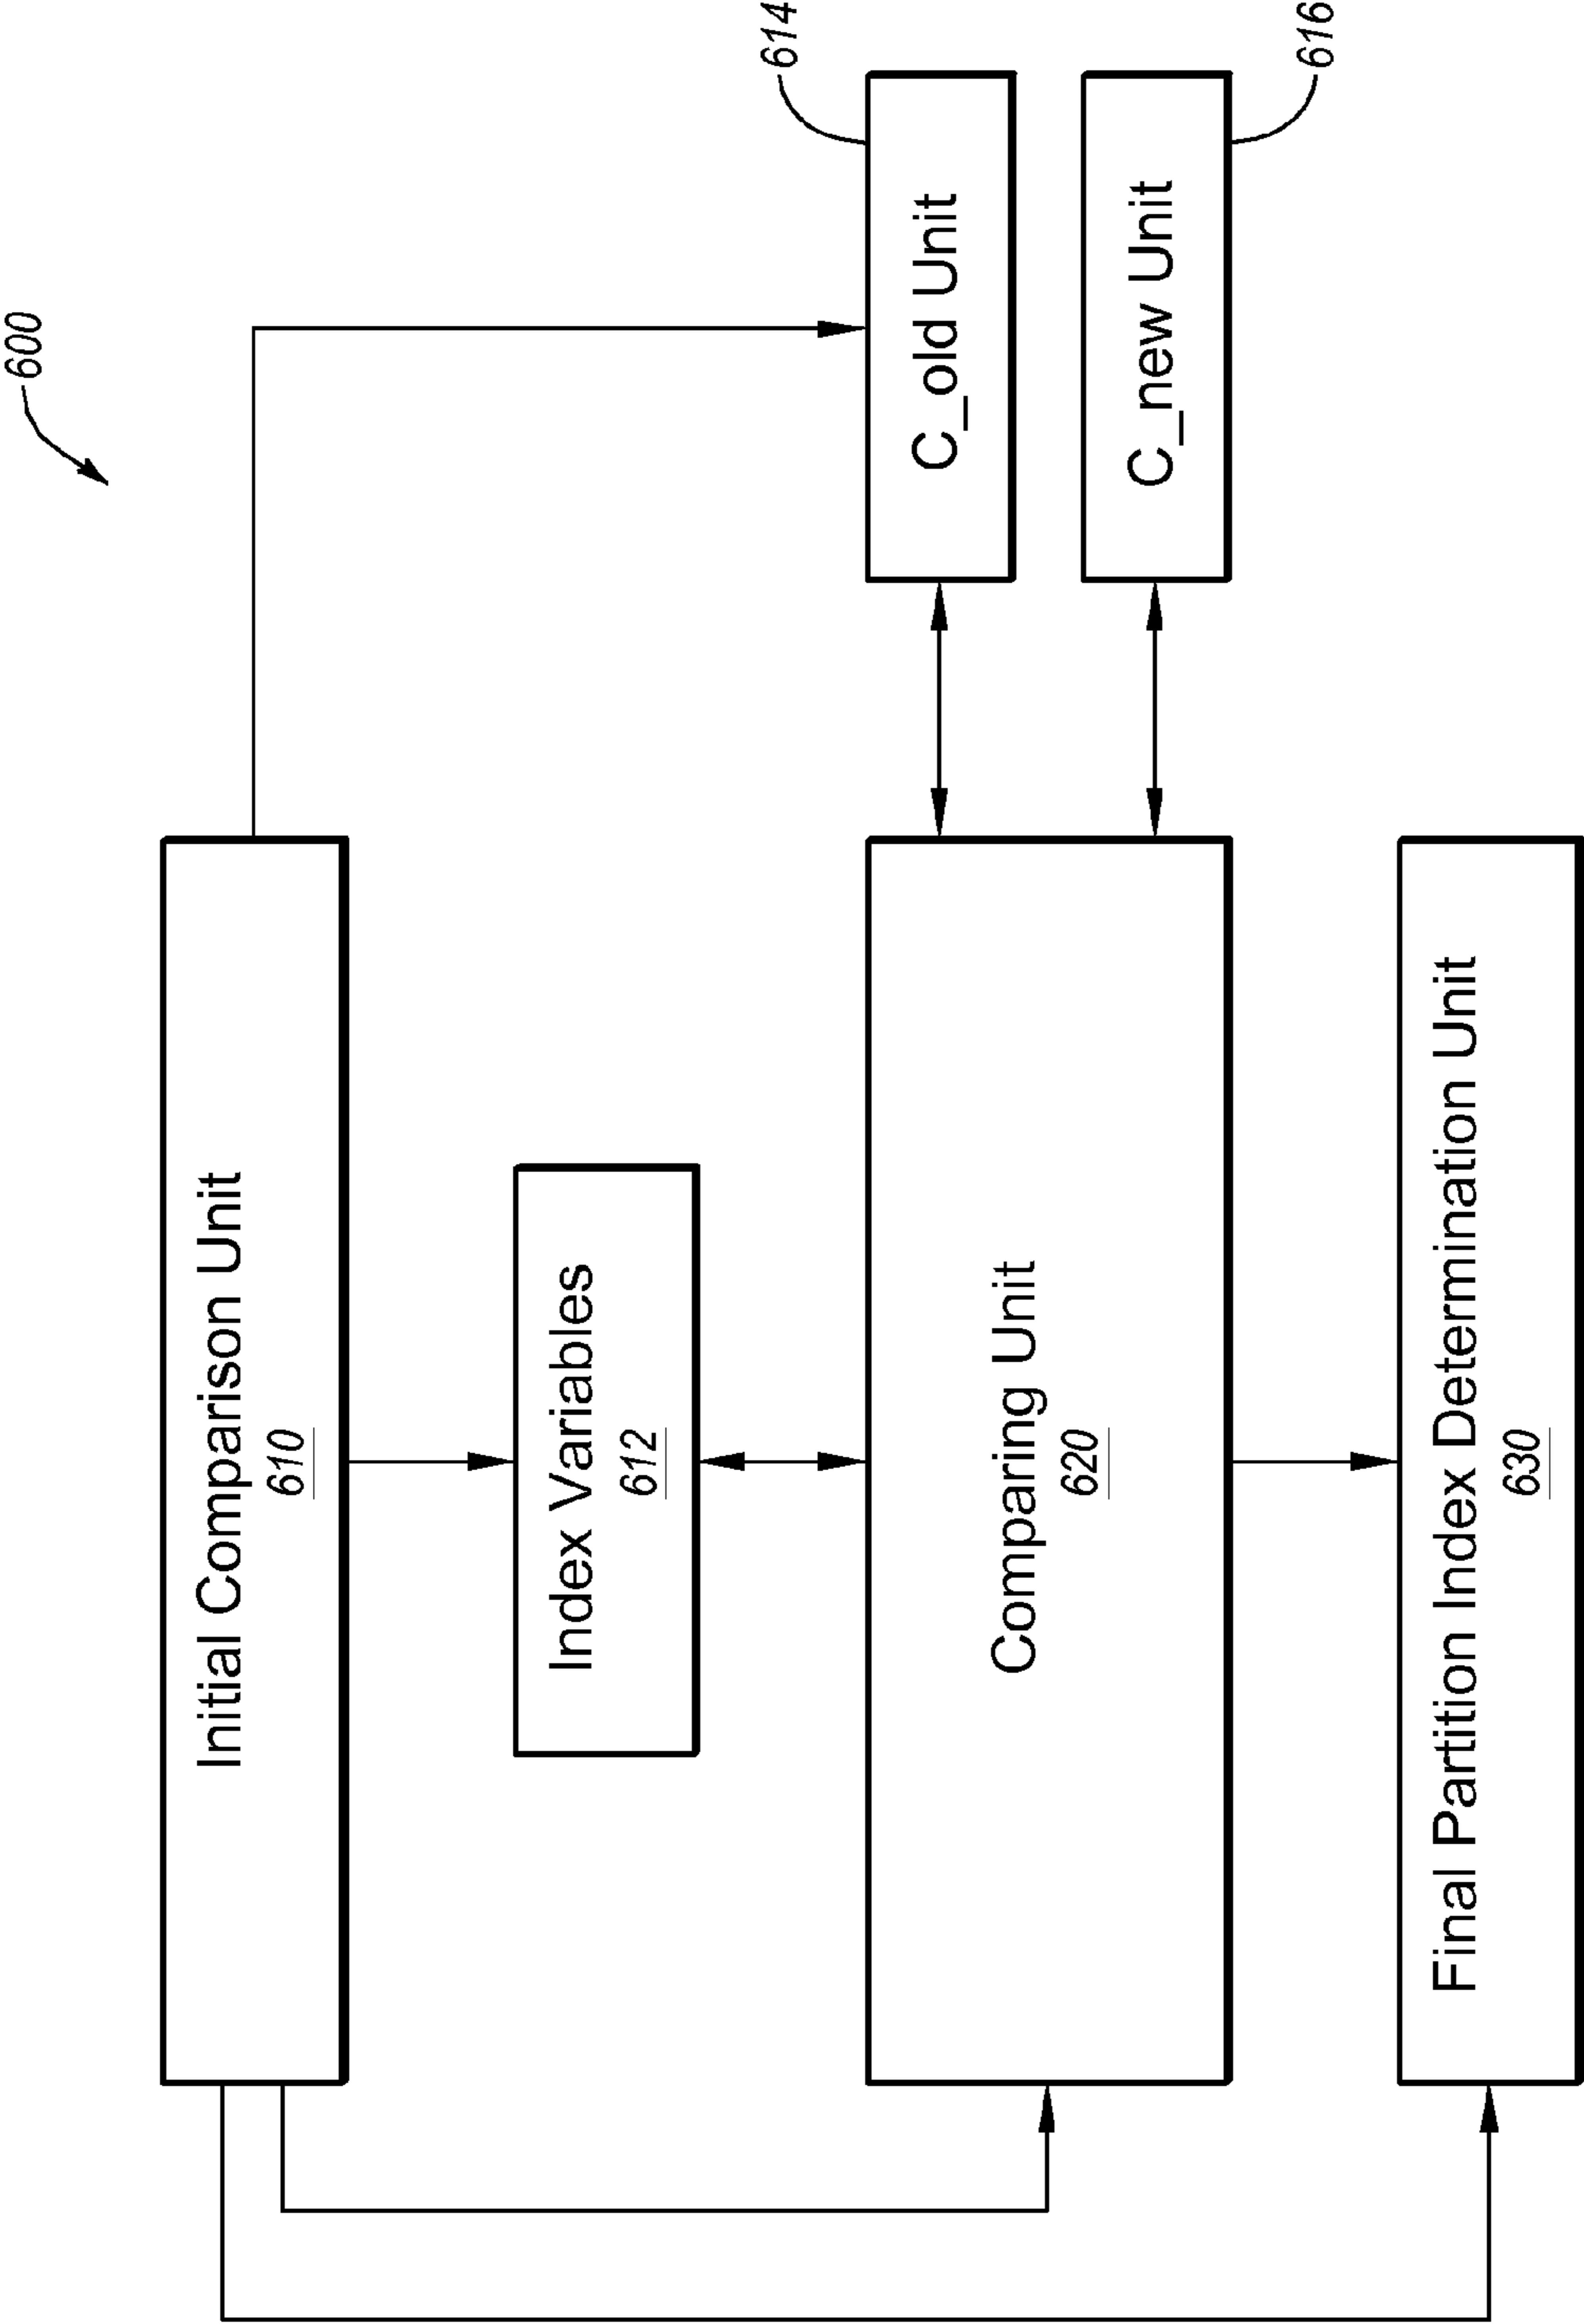 600
Initial Comparison Unit
610
Index Variables
612
614
C_old Unit
Comparing Unit
620
C_new Unit
616
Final Partition Index Determination Unit
630